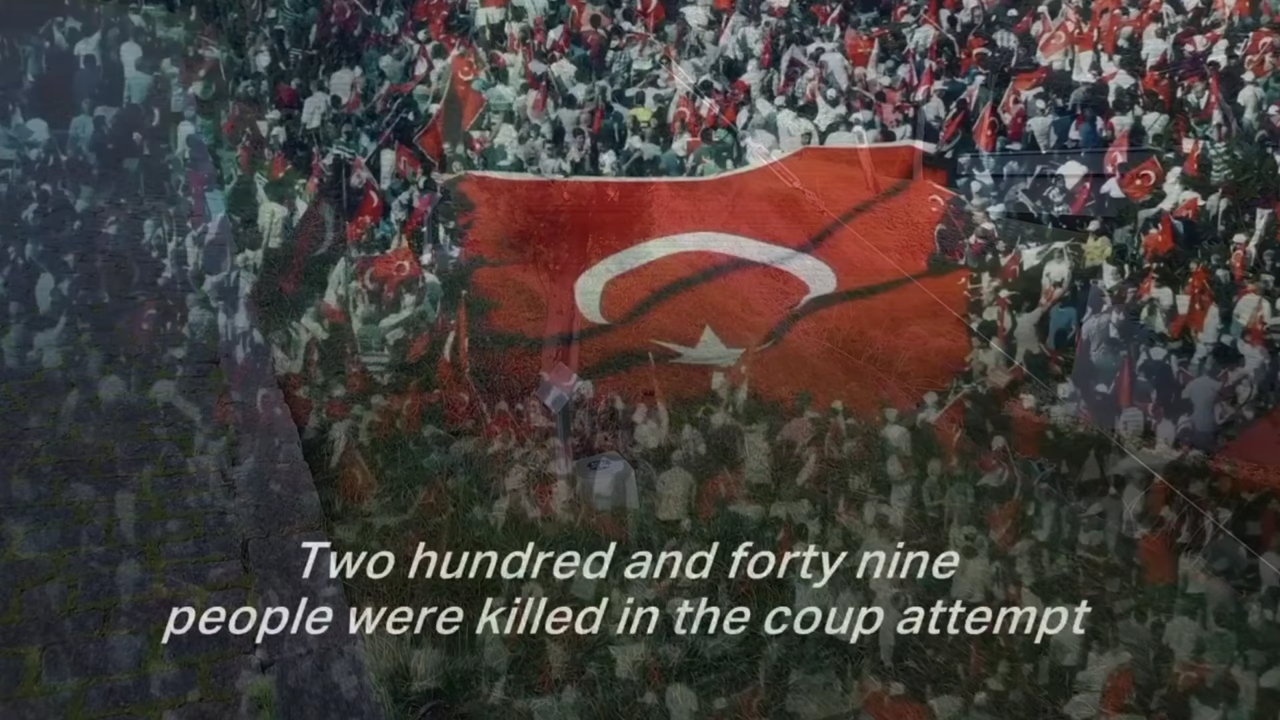 Two hundred and forty nine
people were killed in the coup attempt